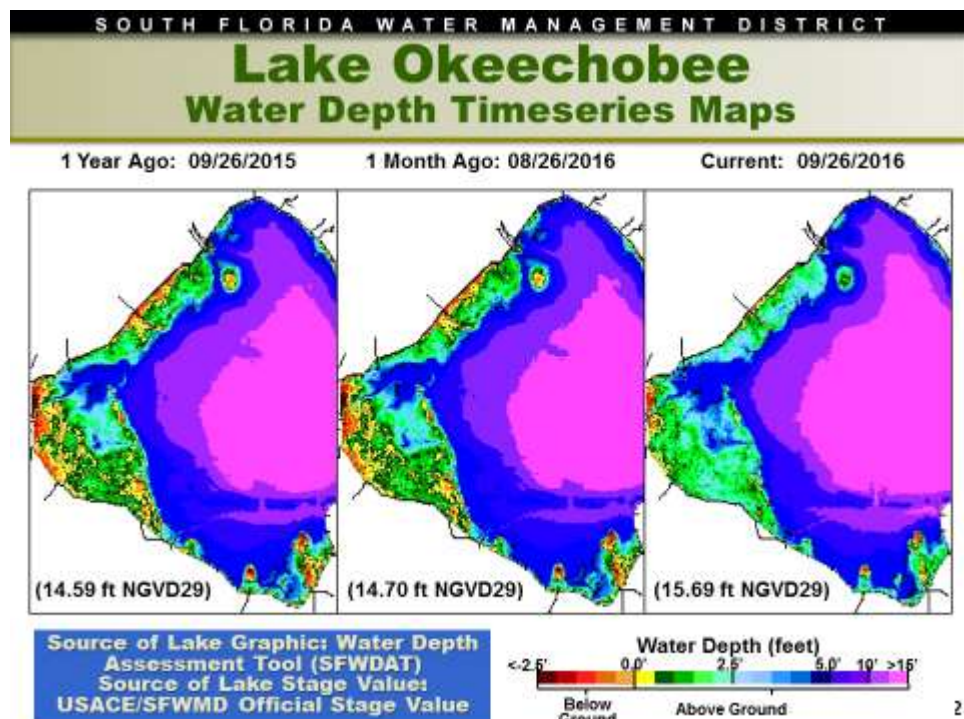 SOUTH FLORIDA WATER MANAGEMENT DISTRICT
Lake Okeechobee
Water Depth Timeseries Maps
1 Year Ago: 09/26/2015 1 Month Ago: 08/26/2016 Current: 09/26/2016
(14.59 ft NGVD29) (14.70 ft NGVD29) (15.69 ft NGVD29)
Source of Lake Graphic: Water Depth
Assessment Tool (SFWDAT)
Source of Lake Stage Value:
USACE/SFWMD Official Stage Value
Water Depth (feet)
<-2.5' 0.0' 2.5' 5.0' 10' >15'
Below
Ground
Above Ground
2